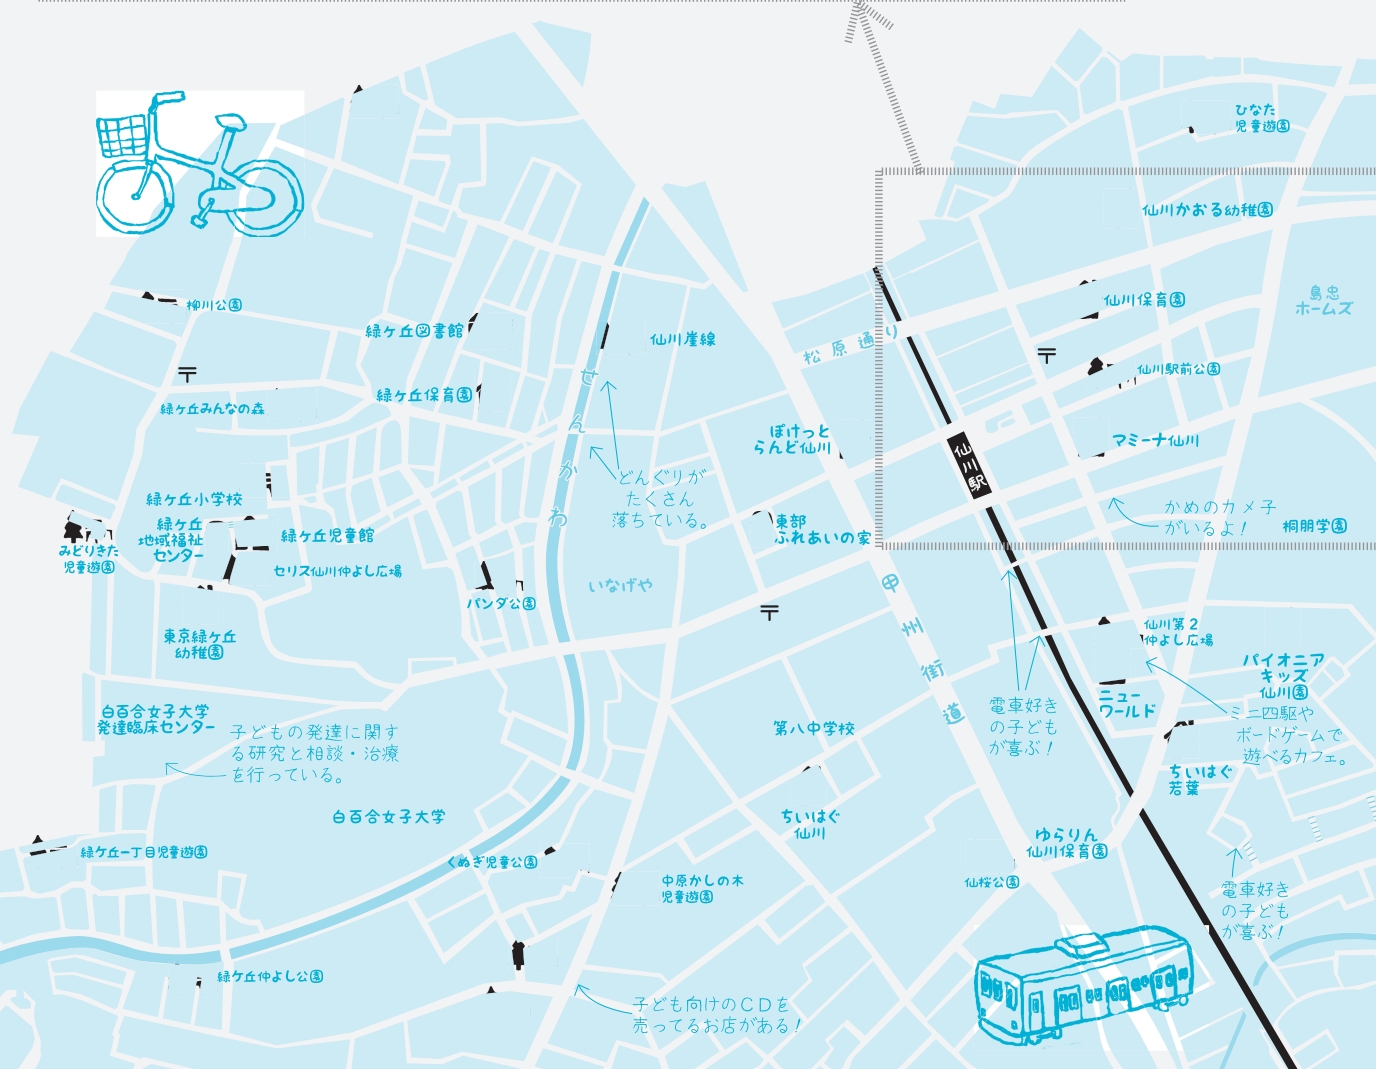 ひなた
児童遊園
仙川かおる幼稚園
仙川保育園
島忠
ホームズ
柳川公園
緑ケ丘図書館
仙川崖線
松原通り
〒
仙川駅前公園
〒
緑ケ丘みんなの森
緑ケ丘保育園
せんかわ
ぽけっと
らんど仙川
マミーナ仙川
仙川駅
どんぐりが
たくさん
落ちている。
緑ケ丘小学校
緑ケ丘
地域福祉
センター
緑ケ丘児童館
みどりきた
児童遊園
セリス仙川仲よし広場
東部
ふれあいの家
かめのカメ子
がいるよ!
桐朋学園
パンダ公園
いなげや
〒
甲州街道
東京緑ケ丘
幼稚園
仙川第2
仲よし広場
パイオニア
キッズ
仙川園
ニュー
ワールド
ミニ四駆や
ボードゲームで
遊べるカフェ。
電車好き
の子ども
が喜ぶ!
白百合女子大学
発達臨床センター
子どもの発達に関す
る研究と相談・治療
を行っている。
第八中学校
ちいはぐ
若葉
白百合女子大学
ちいはぐ
仙川
ゆらりん
仙川保育園
緑ケ丘一丁目児童遊園
くぬぎ児童公園
中原かしの木
児童遊園
仙桜公園
電車好き
の子ども
が喜ぶ!
緑ケ丘仲よし公園
子ども向けのCDを
売ってるお店がある!